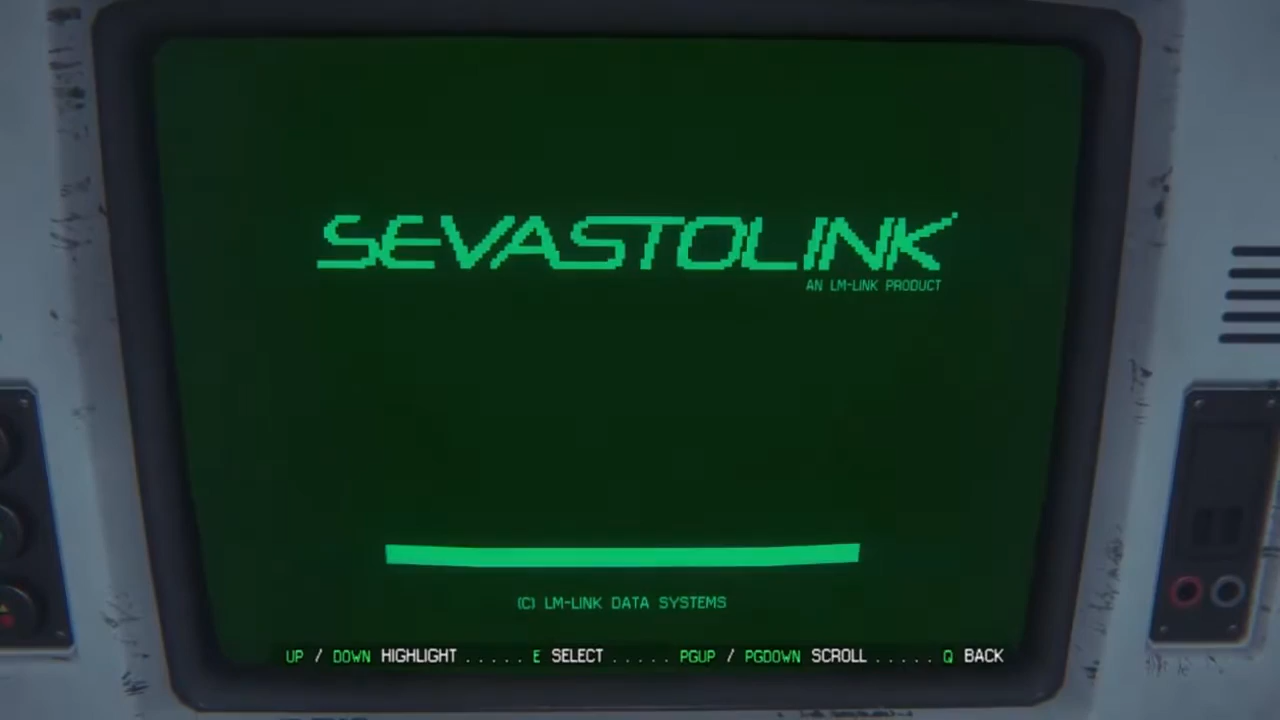 SEVASTOLINK
AN LM-LINK PRODUCT
(C) LM-LINK DATA SYSTEMS
UP / DOWN HIGHLIGHT ..... E SELECT ..... PGUP / PGDOWN SCROLL ..... Q BACK